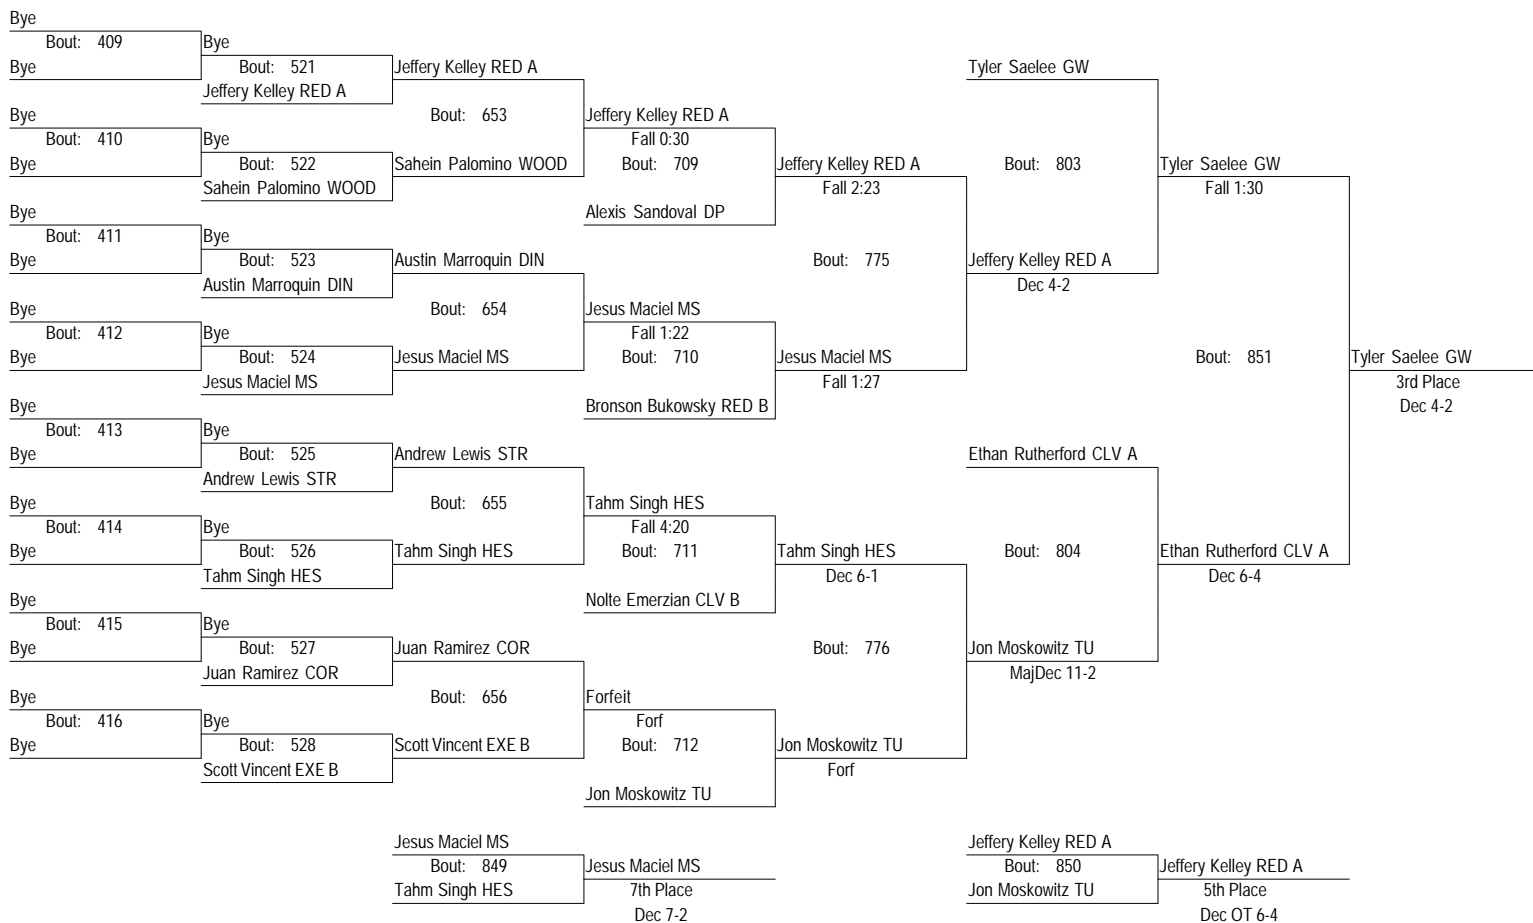 Bye
Bout: 409
Bye
Bye
Bout: 521
Jeffery Kelley RED A
Jeffery Kelley RED A
Bye
Bout: 410
Bye
Bye
Bout: 522
Sahein Palomino WOOD
Sahein Palomino WOOD
Bout: 653
Jeffery Kelley RED A
Fall 0:30
Bout: 709
Alexis Sandoval DP
Jeffery Kelley RED A
Fall 2:23
Bye
Bout: 411
Bye
Bye
Bout: 523
Austin Marroquin DIN
Austin Marroquin DIN
Bye
Bout: 412
Bye
Bye
Bout: 524
Jesus Maciel MS
Jesus Maciel MS
Bout: 654
Jesus Maciel MS
Fall 1:22
Bout: 710
Bronson Bukowsky RED B
Jesus Maciel MS
Fall 1:27
Bout: 775
Jeffery Kelley RED A
Dec 4-2
Tyler Saelee GW
Bout: 803
Tyler Saelee GW
Fall 1:30
Bye
Bout: 413
Bye
Bye
Bout: 525
Andrew Lewis STR
Andrew Lewis STR
Bye
Bout: 414
Bye
Bye
Bout: 526
Tahm Singh HES
Tahm Singh HES
Bout: 655
Tahm Singh HES
Fall 4:20
Bout: 711
Nolte Emerzian CLV B
Tahm Singh HES
Dec 6-1
Bye
Bout: 415
Bye
Bye
Bout: 527
Juan Ramirez COR
Juan Ramirez COR
Bye
Bout: 416
Bye
Bye
Bout: 528
Scott Vincent EXE B
Scott Vincent EXE B
Bout: 656
Forfeit
Forf
Bout: 712
Jon Moskowitz TU
Jon Moskowitz TU
Forf
Bout: 776
Jon Moskowitz TU
MajDec 11-2
Ethan Rutherford CLV A
Bout: 804
Ethan Rutherford CLV A
Dec 6-4
Bout: 851
Tyler Saelee GW
3rd Place
Dec 4-2
Jesus Maciel MS
Bout: 849
Tahm Singh HES
Jesus Maciel MS
7th Place
Dec 7-2
Jeffery Kelley RED A
Bout: 850
Jon Moskowitz TU
Jeffery Kelley RED A
5th Place
Dec OT 6-4